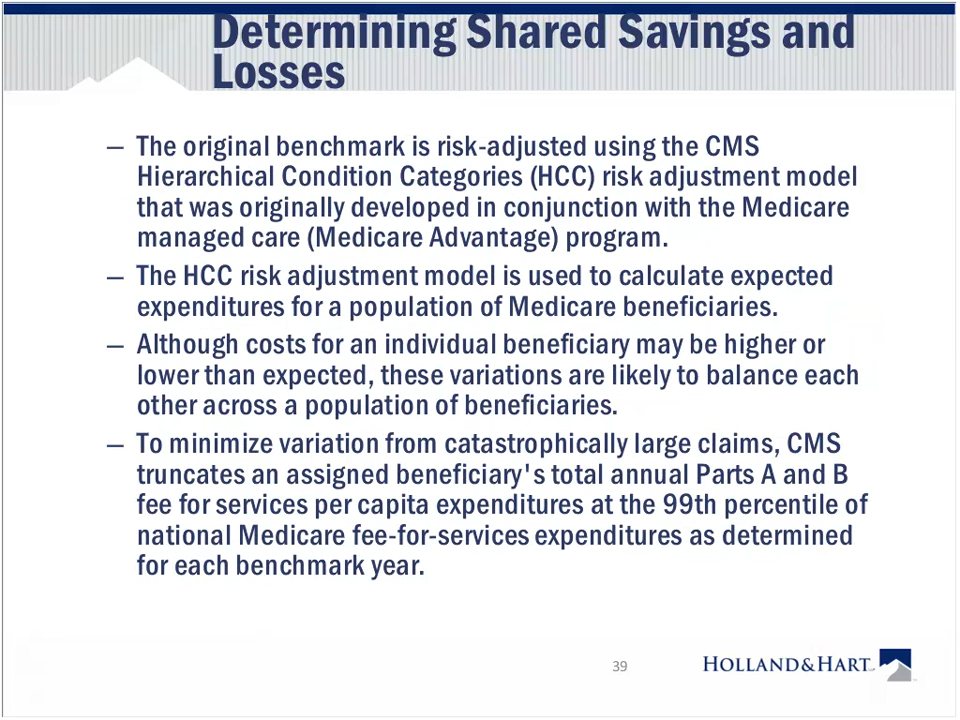 Determining Shared Savings and
Losses
– The original benchmark is risk-adjusted using the CMS
Hierarchical Condition Categories (HCC) risk adjustment model
that was originally developed in conjunction with the Medicare
managed care (Medicare Advantage) program.
– The HCC risk adjustment model is used to calculate expected
expenditures for a population of Medicare beneficiaries.
– Although costs for an individual beneficiary may be higher or
lower than expected, these variations are likely to balance each
other across a population of beneficiaries.
– To minimize variation from catastrophically large claims, CMS
truncates an assigned beneficiary's total annual Parts A and B
fee for services per capita expenditures at the 99th percentile of
national Medicare fee-for-services expenditures as determined
for each benchmark year.
39
HOLLAND&HART